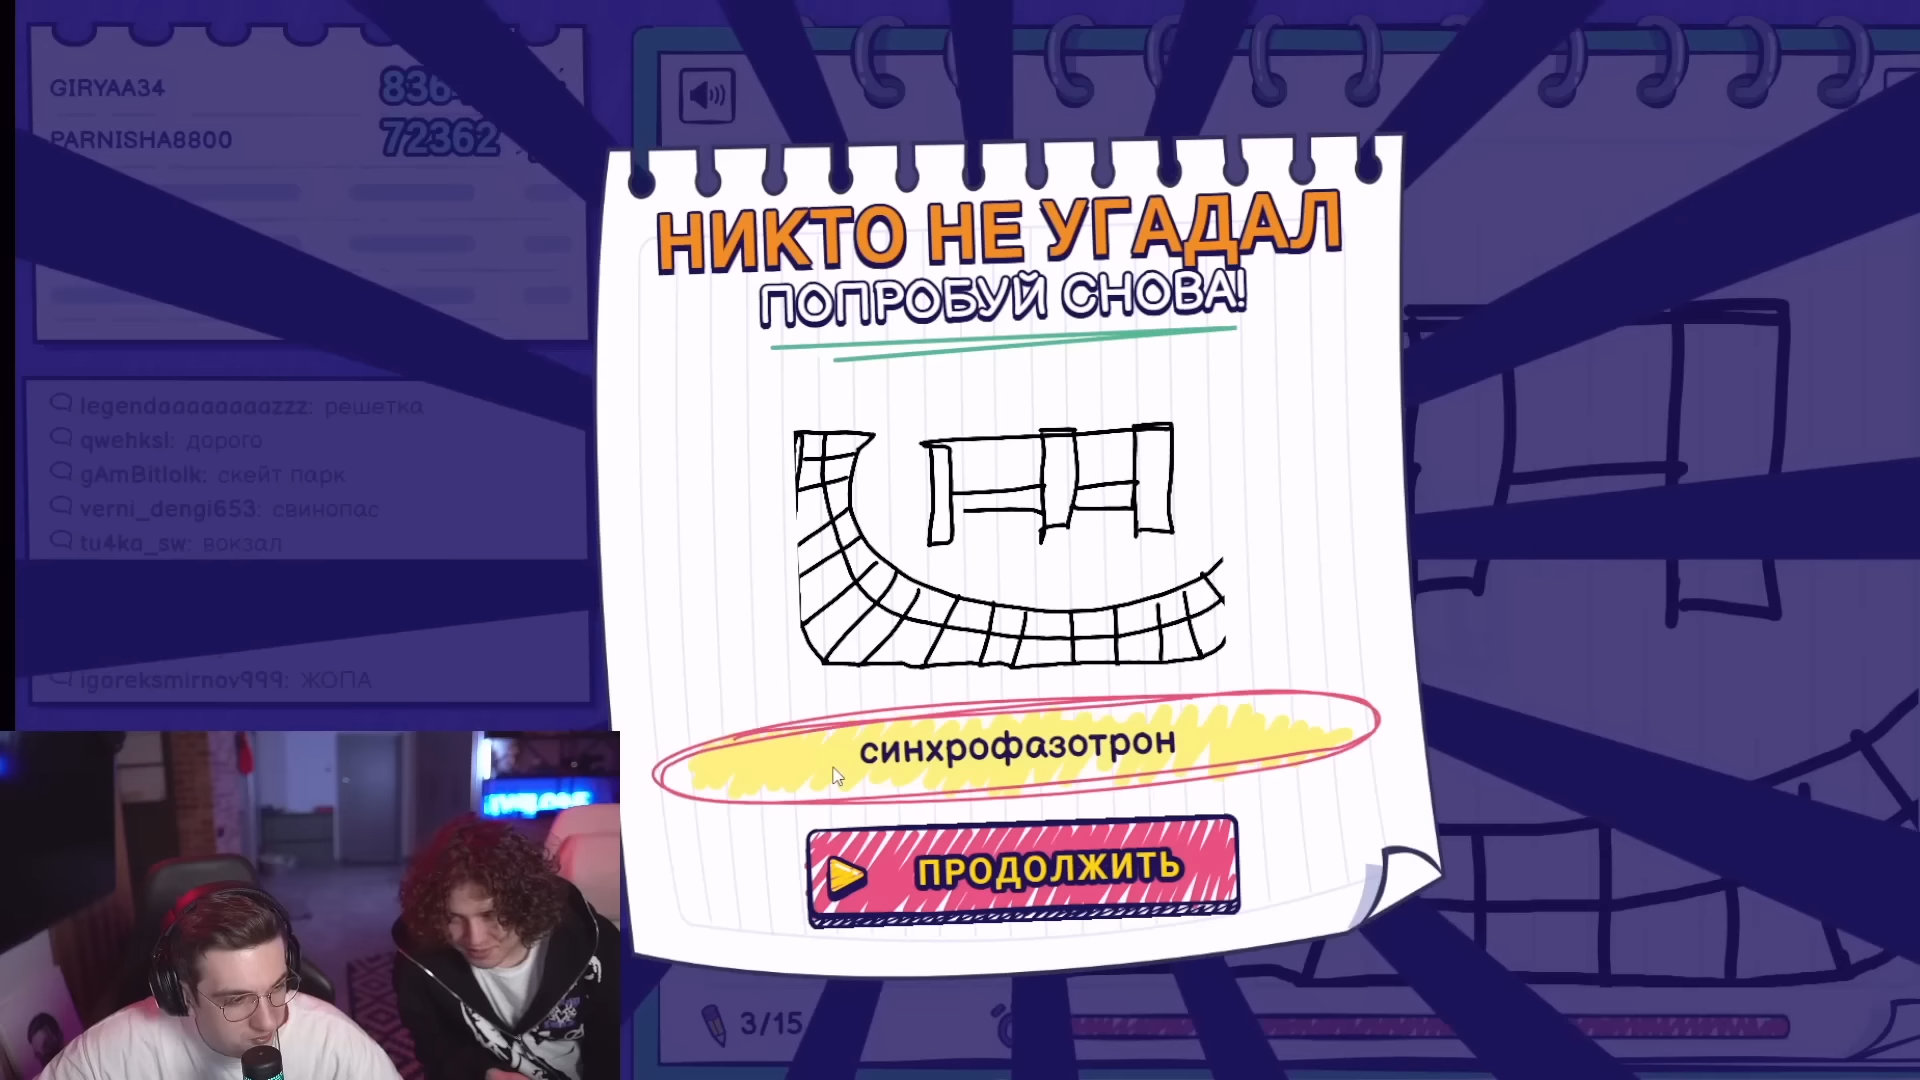 GIRYAA34
PARNISHA8800 72362
legendaaaaaaaazzz: решетка
qwehksl: дорого
gAmBitlolk: скейт парк
verni_dengi653: свинопас
tu4ka_sw: вокзал
igoreksmirnov999: ЖОПА
НИКТО НЕ УГАДАЛ
ПОПРОБУЙ СНОВА!
синхрофазотрон
ПРОДОЛЖИТЬ
3/15